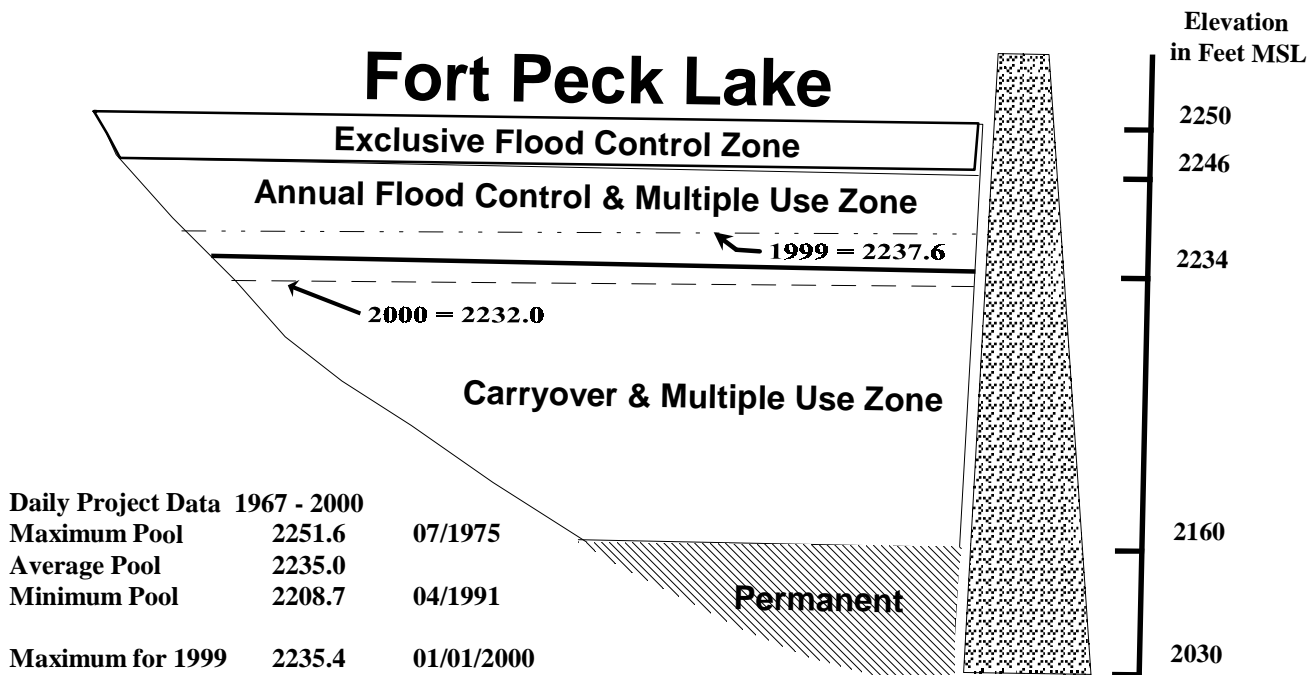 Elevation
in Feet MSL
Fort Peck Lake
2250
Exclusive Flood Control Zone
2246
Annual Flood Control & Multiple Use Zone
1999 = 2237.6
2234
2000 = 2232.0
Carryover & Multiple Use Zone
Daily Project Data 1967 - 2000
Maximum Pool 2251.6 07/1975
2160
Average Pool 2235.0
Minimum Pool 2208.7 04/1991
Permanent
Maximum for 1999 2235.4 01/01/2000
2030